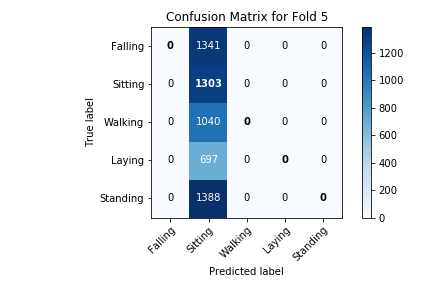 Confusion Matrix for Fold 5
Falling 0 1341 0 0 0
Sitting 0 1303 0 0 0
Walking 0 1040 0 0 0
Laying 0 697 0 0 0
Standing 0 1388 0 0 0
True label
Falling Sitting Walking Laying Standing
Predicted label
1200
1000
800
600
400
200
0